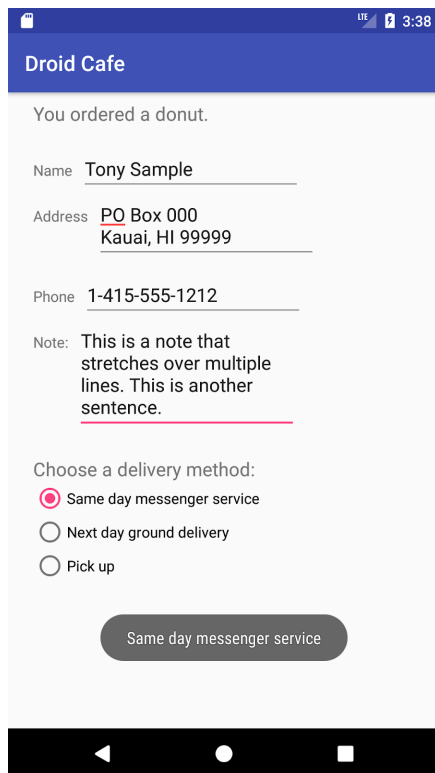 LTE 3:38
Droid Cafe
You ordered a donut.
Name Tony Sample
Address PO Box 000
Kauai, HI 99999
Phone 1-415-555-1212
Note: This is a note that
stretches over multiple
lines. This is another
sentence.
Choose a delivery method:
Same day messenger service
Next day ground delivery
Pick up
Same day messenger service